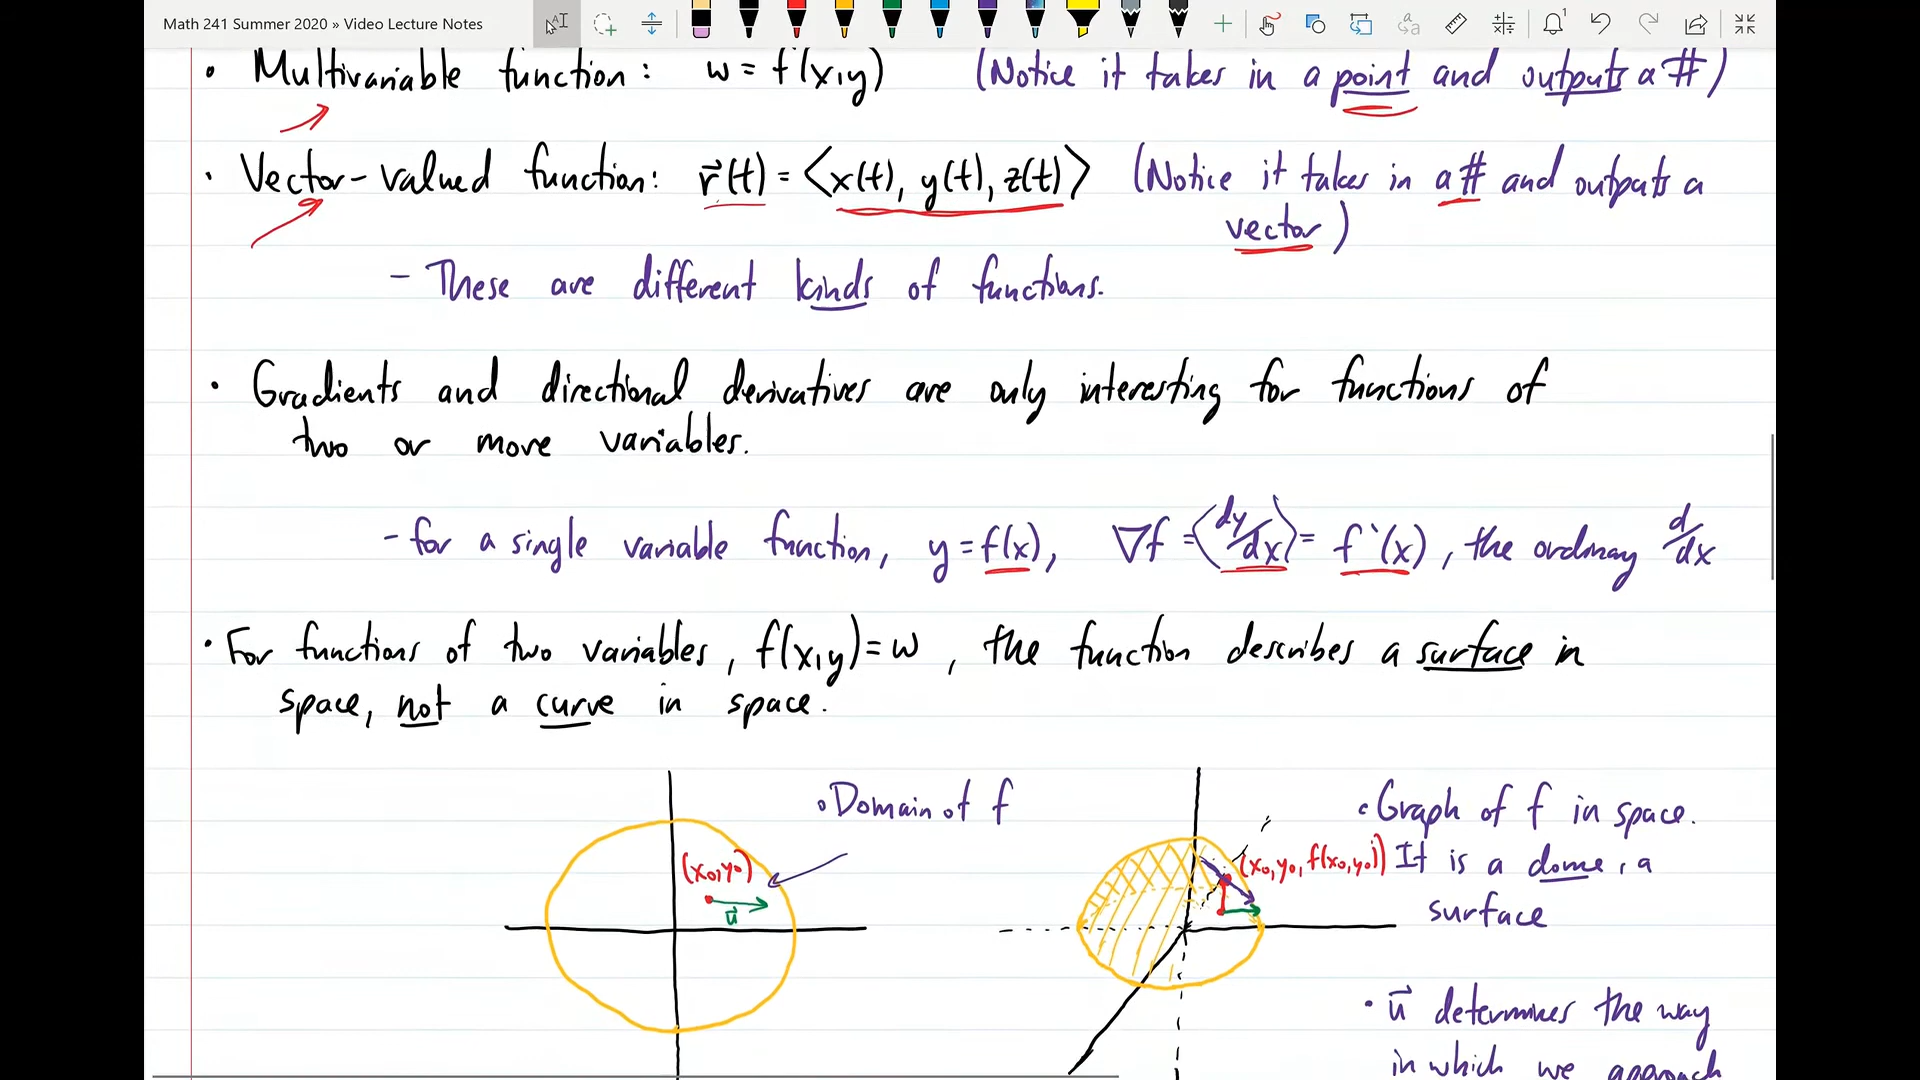 Math 241 Summer 2020 » Video Lecture Notes
• Multivariable function: w = f(x,y) (Notice it takes in a point and outputs a #)
• Vector-valued function: r⃗(t) = ⟨x(t), y(t), z(t)⟩ (Notice it takes in a # and outputs a
vector)
- These are different kinds of functions.
• Gradients and directional derivatives are only interesting for functions of
two or more variables.
- for a single variable function, y = f(x), ∇f = ⟨dy/dx⟩ = f'(x), the ordinary d/dx
• For functions of two variables, f(x,y) = w, the function describes a surface in
space, not a curve in space.
• Domain of f
(x₀,y₀)
u⃗
• Graph of f in space.
(x₀,y₀,f(x₀,y₀)) It is a dome, a
surface
• u⃗ determines the way
in which we approach